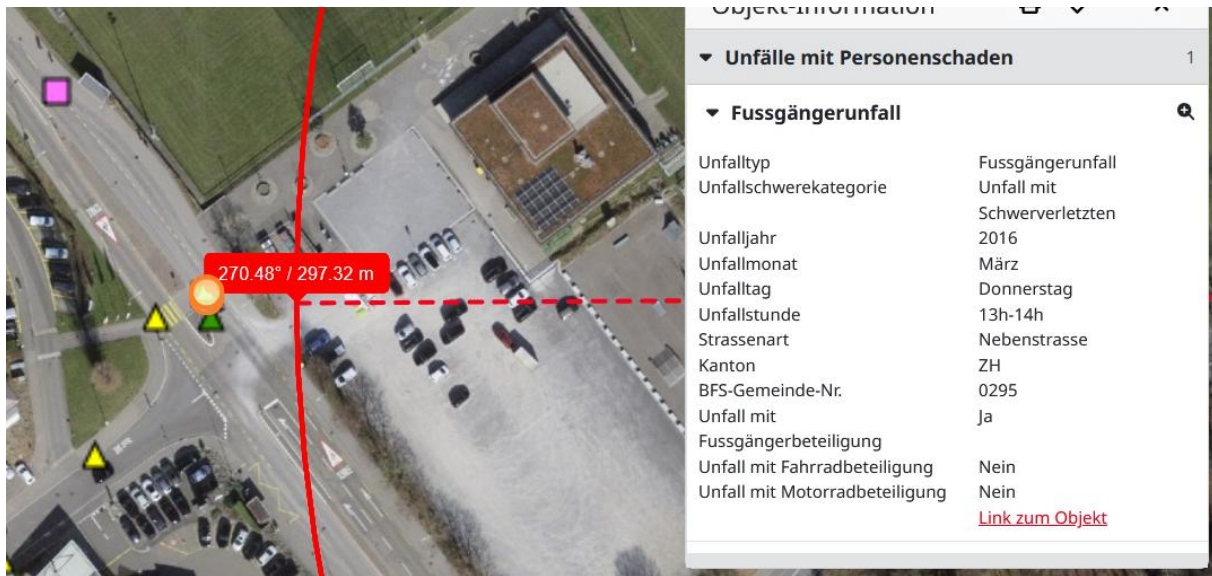 270.48° / 297.32 m
Objekt-Information
Unfälle mit Personenschaden 1
Fussgängerunfall
Unfalltyp Fussgängerunfall
Unfallschwerekategorie Unfall mit
Schwerverletzten
Unfalljahr 2016
Unfallmonat März
Unfalltag Donnerstag
Unfallstunde 13h-14h
Strassenart Nebenstrasse
Kanton ZH
BFS-Gemeinde-Nr. 0295
Unfall mit Ja
Fussgängerbeteiligung
Unfall mit Fahrradbeteiligung Nein
Unfall mit Motorradbeteiligung Nein
Link zum Objekt